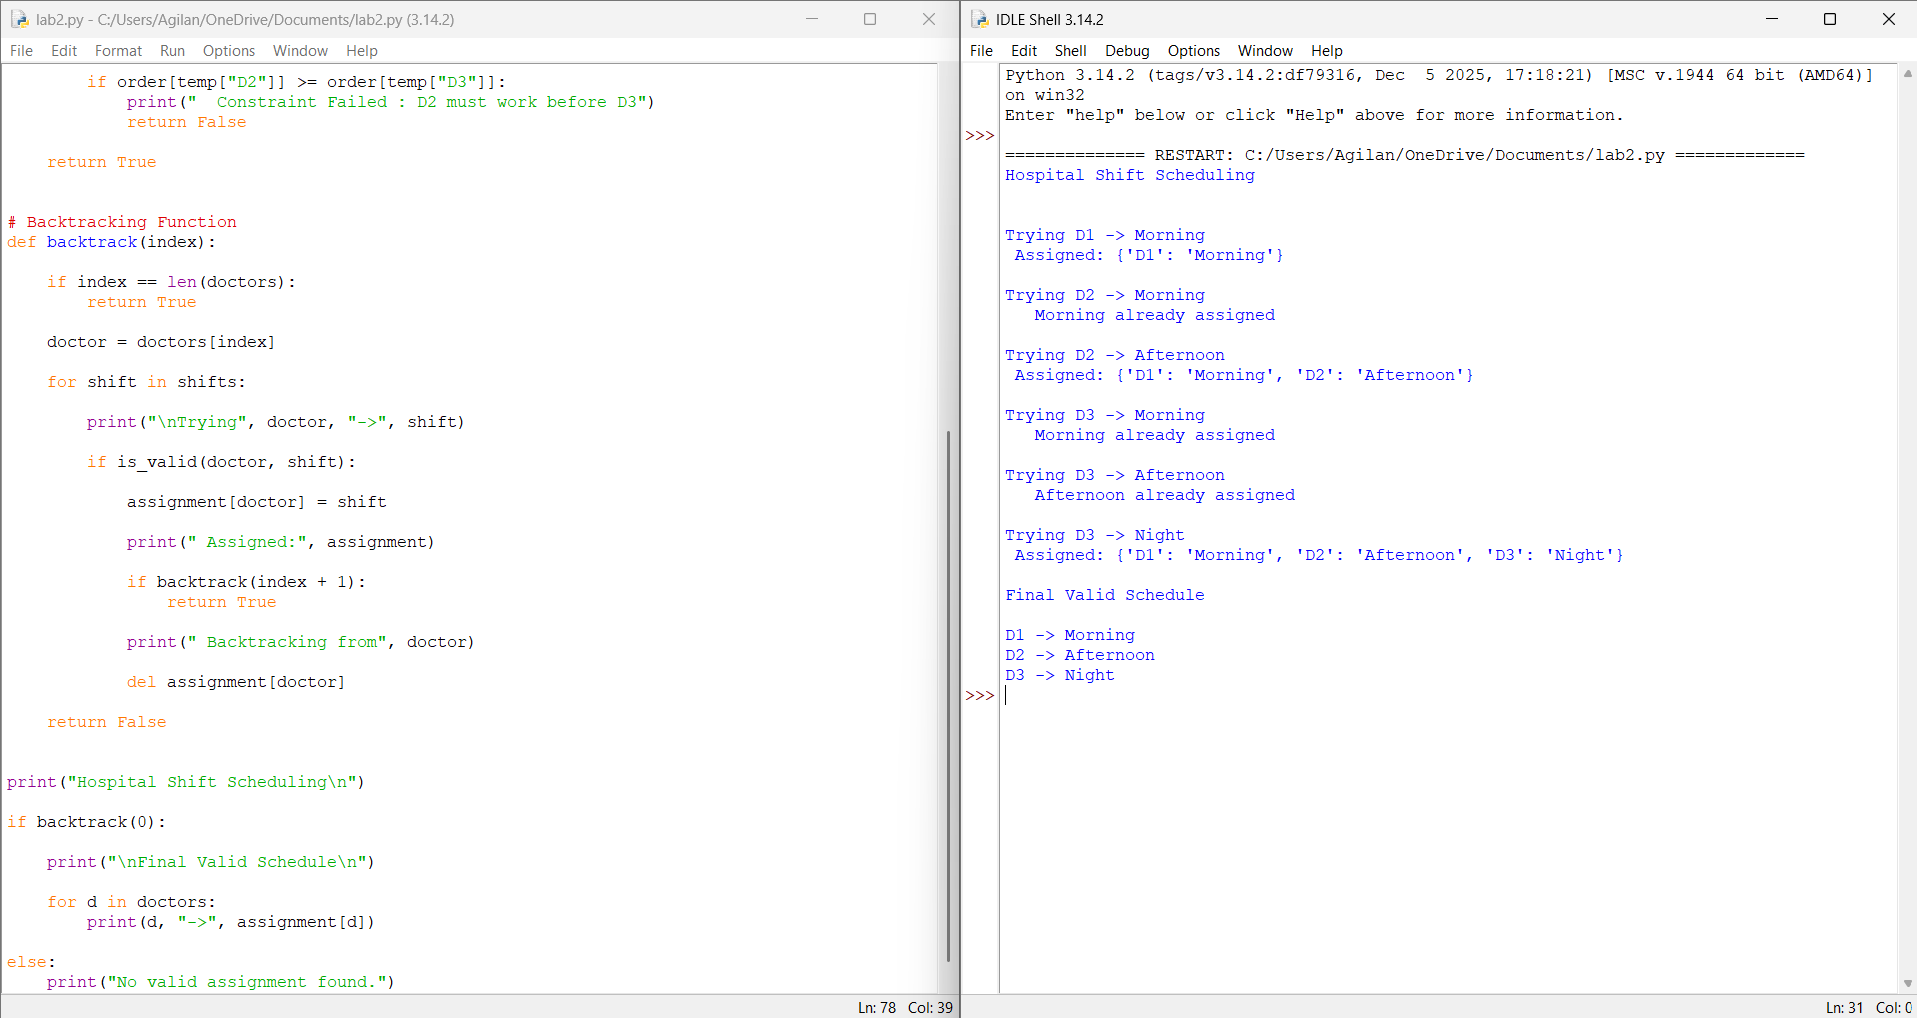 lab2.py - C:/Users/Agilan/OneDrive/Documents/lab2.py (3.14.2)
File Edit Format Run Options Window Help
        if order[temp["D2"]] >= order[temp["D3"]]:
            print("  Constraint Failed : D2 must work before D3")
            return False
    return True
# Backtracking Function
def backtrack(index):
    if index == len(doctors):
        return True
    doctor = doctors[index]
    for shift in shifts:
        print("\nTrying", doctor, "->", shift)
        if is_valid(doctor, shift):
            assignment[doctor] = shift
            print(" Assigned:", assignment)
            if backtrack(index + 1):
                return True
            print(" Backtracking from", doctor)
            del assignment[doctor]
    return False
print("Hospital Shift Scheduling\n")
if backtrack(0):
    print("\nFinal Valid Schedule\n")
    for d in doctors:
        print(d, "->", assignment[d])
else:
    print("No valid assignment found.")
Ln: 78 Col: 39
IDLE Shell 3.14.2
File Edit Shell Debug Options Window Help
Python 3.14.2 (tags/v3.14.2:df79316, Dec  5 2025, 17:18:21) [MSC v.1944 64 bit (AMD64)]
on win32
Enter "help" below or click "Help" above for more information.
>>>
============== RESTART: C:/Users/Agilan/OneDrive/Documents/lab2.py =============
Hospital Shift Scheduling
Trying D1 -> Morning
 Assigned: {'D1': 'Morning'}
Trying D2 -> Morning
   Morning already assigned
Trying D2 -> Afternoon
 Assigned: {'D1': 'Morning', 'D2': 'Afternoon'}
Trying D3 -> Morning
   Morning already assigned
Trying D3 -> Afternoon
   Afternoon already assigned
Trying D3 -> Night
 Assigned: {'D1': 'Morning', 'D2': 'Afternoon', 'D3': 'Night'}
Final Valid Schedule
D1 -> Morning
D2 -> Afternoon
D3 -> Night
>>>
Ln: 31 Col: 0